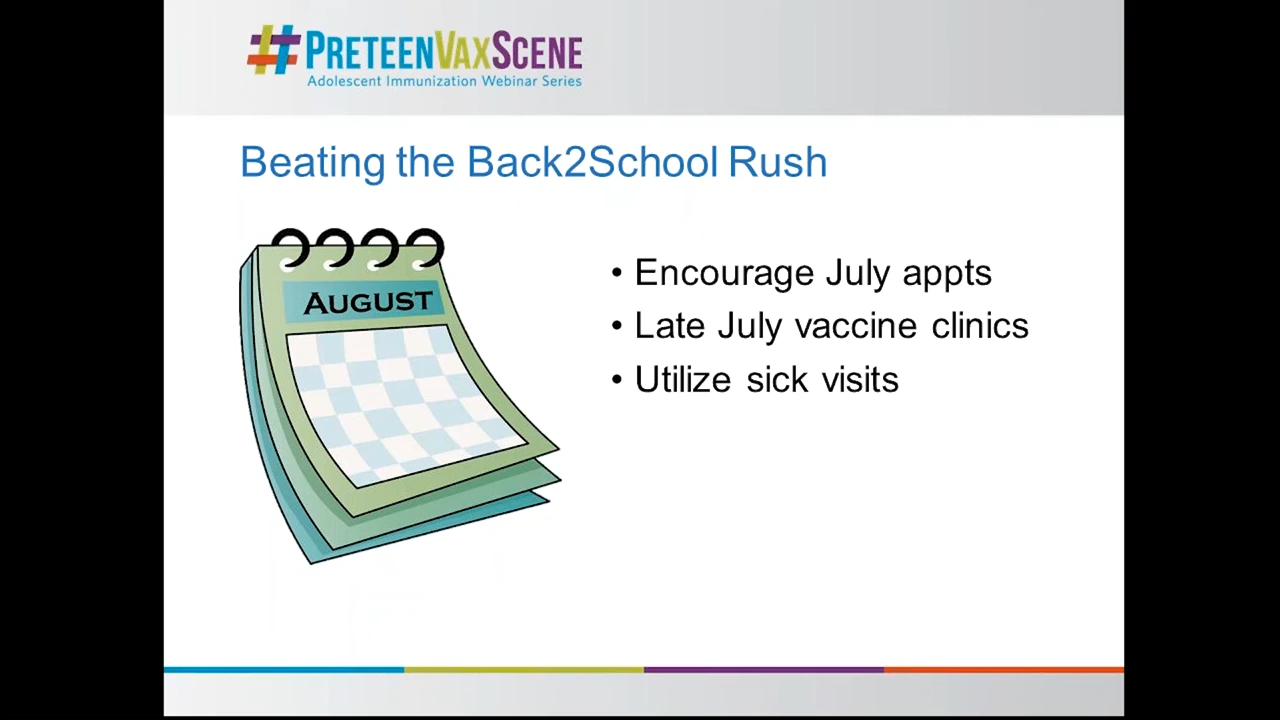 #PreteenVaxScene
Adolescent Immunization Webinar Series
Beating the Back2School Rush
August
• Encourage July appts
• Late July vaccine clinics
• Utilize sick visits